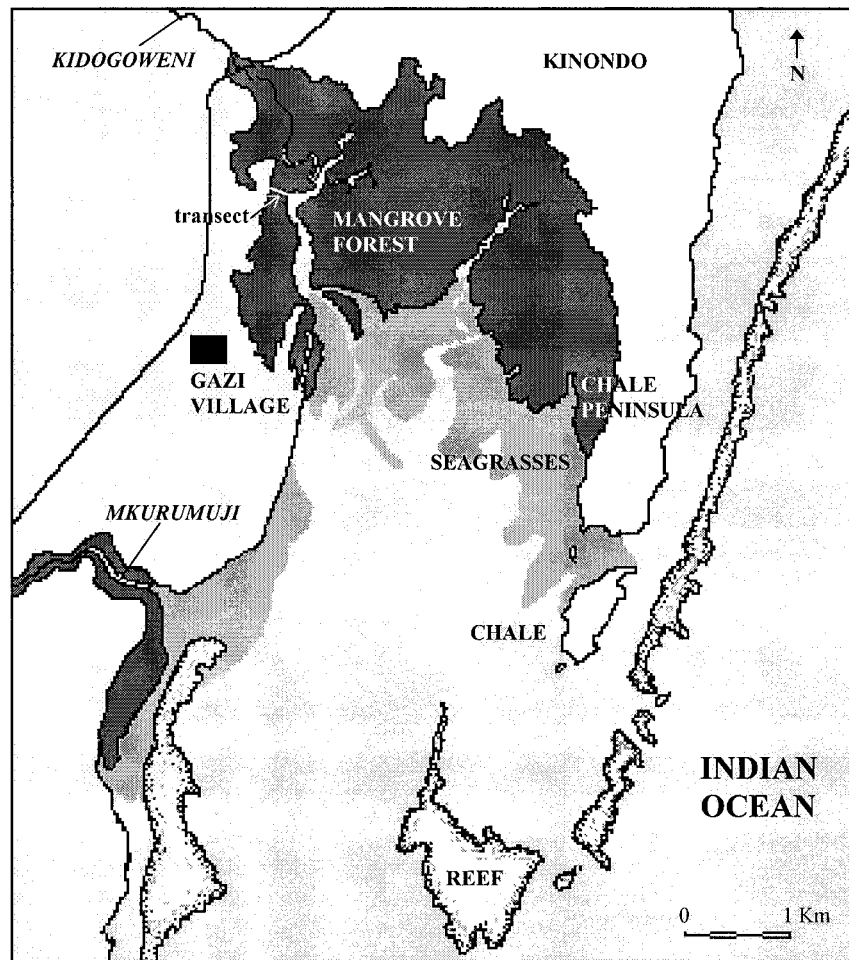 KIDOGOWENI
KINONDO
N
transect
MANGROVE
FOREST
GAZI
VILLAGE
CHALE
PENINSULA
SEAGRASSES
MKURUMUJI
CHALE
INDIAN
OCEAN
REEF
0 1 Km